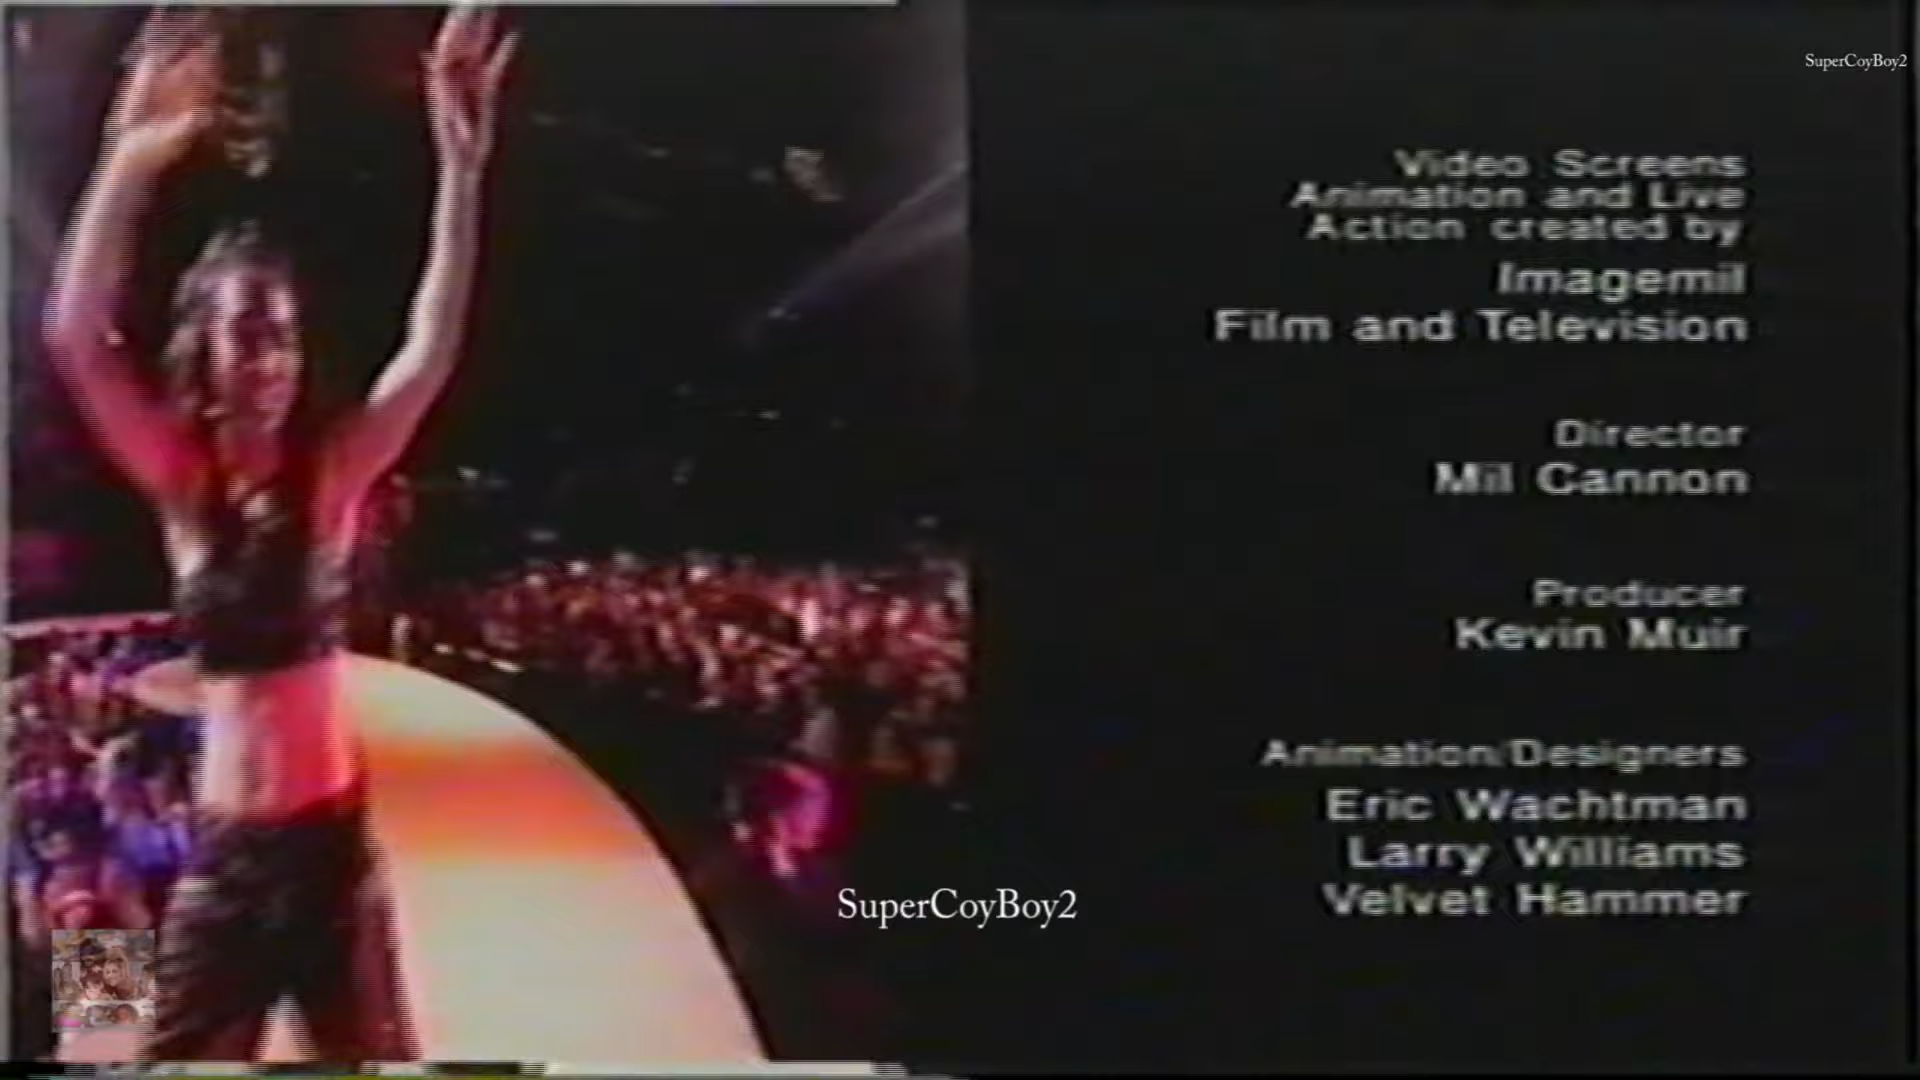 SuperCoyBoy2
Video Screens
Animation and Live
Action created by
Imagemil
Film and Television
Director
Mil Cannon
Producer
Kevin Muir
Animation/Designers
Eric Wachtman
Larry Williams
Velvet Hammer
SuperCoyBoy2